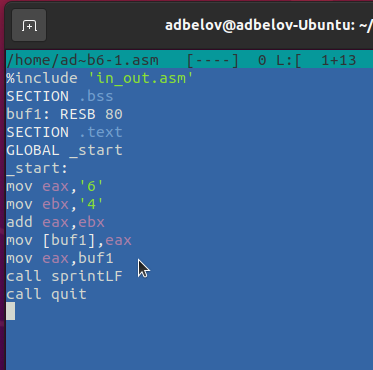 adbelov@adbelov-Ubuntu: ~/
/home/ad~b6-1.asm   [----]  0 L:[  1+13
%include 'in_out.asm'
SECTION .bss
buf1: RESB 80
SECTION .text
GLOBAL _start
_start:
mov eax,'6'
mov ebx,'4'
add eax,ebx
mov [buf1],eax
mov eax,buf1
call sprintLF
call quit